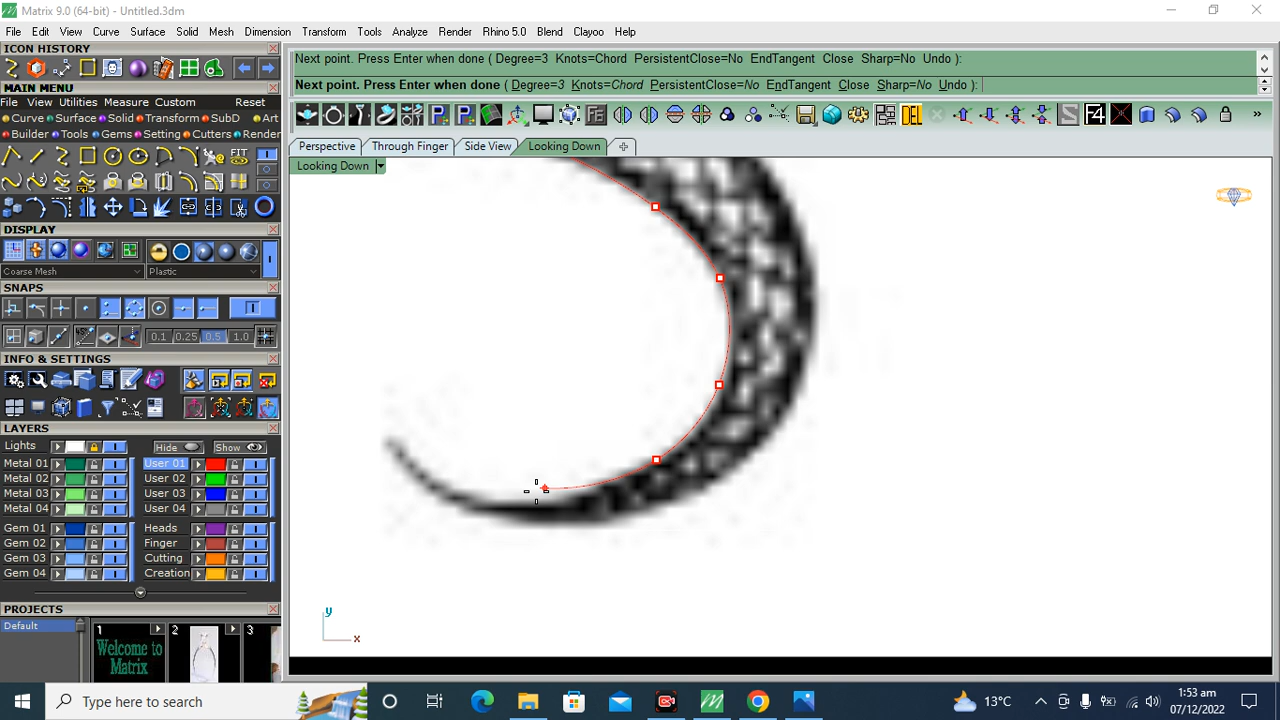 Matrix 9.0 (64-bit) - Untitled.3dm
File Edit View Curve Surface Solid Mesh Dimension Transform Tools Analyze Render Rhino 5.0 Blend Clayoo Help
ICON HISTORY
Next point. Press Enter when done ( Degree=3 Knots=Chord PersistentClose=No EndTangent Close Sharp=No Undo ):
Next point. Press Enter when done ( Degree=3 Knots=Chord PersistentClose=No EndTangent Close Sharp=No Undo ):
MAIN MENU
File View Utilities Measure Custom Reset
Curve Surface Solid Transform SubD Art
Builder Tools Gems Setting Cutters Render
Perspective Through Finger Side View Looking Down
Looking Down
DISPLAY
Coarse Mesh Plastic
SNAPS
0.1 0.25 0.5 1.0
INFO & SETTINGS
LAYERS
Lights Hide Show
Metal 01 User 01
Metal 02 User 02
Metal 03 User 03
Metal 04 User 04
Gem 01 Heads
Gem 02 Finger
Gem 03 Cutting
Gem 04 Creation
PROJECTS
Default 1 2 3
Welcome to
Matrix
y
x
Type here to search
13°C
1:53 am
07/12/2022